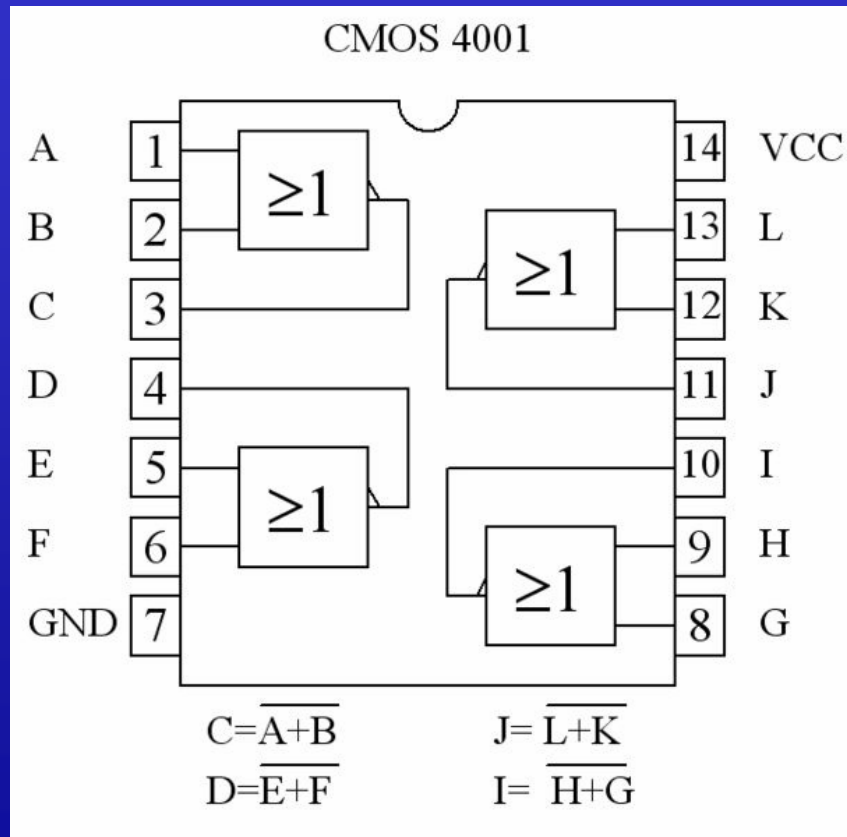 CMOS 4001
A 1 ≥1 14 VCC
B 2 ≥1 13 L
C 3 12 K
D 4 11 J
E 5 ≥1 10 I
F 6 ≥1 9 H
GND 7 8 G
C=A̅+̅B̅ J= L̅+̅K̅
D=E̅+̅F̅ I= H̅+̅G̅